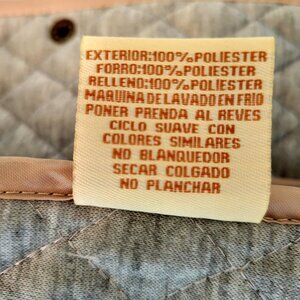 EXTERIOR:100%POLIESTER
FORRO:100%POLIESTER
RELLENO:100%POLIESTER
MAQUINA DE LAVADO EN FRIO
PONER PRENDA AL REVES
CICLO SUAVE CON
COLORES SIMILARES
NO BLANQUEDOR
SECAR COLGADO
NO PLANCHAR